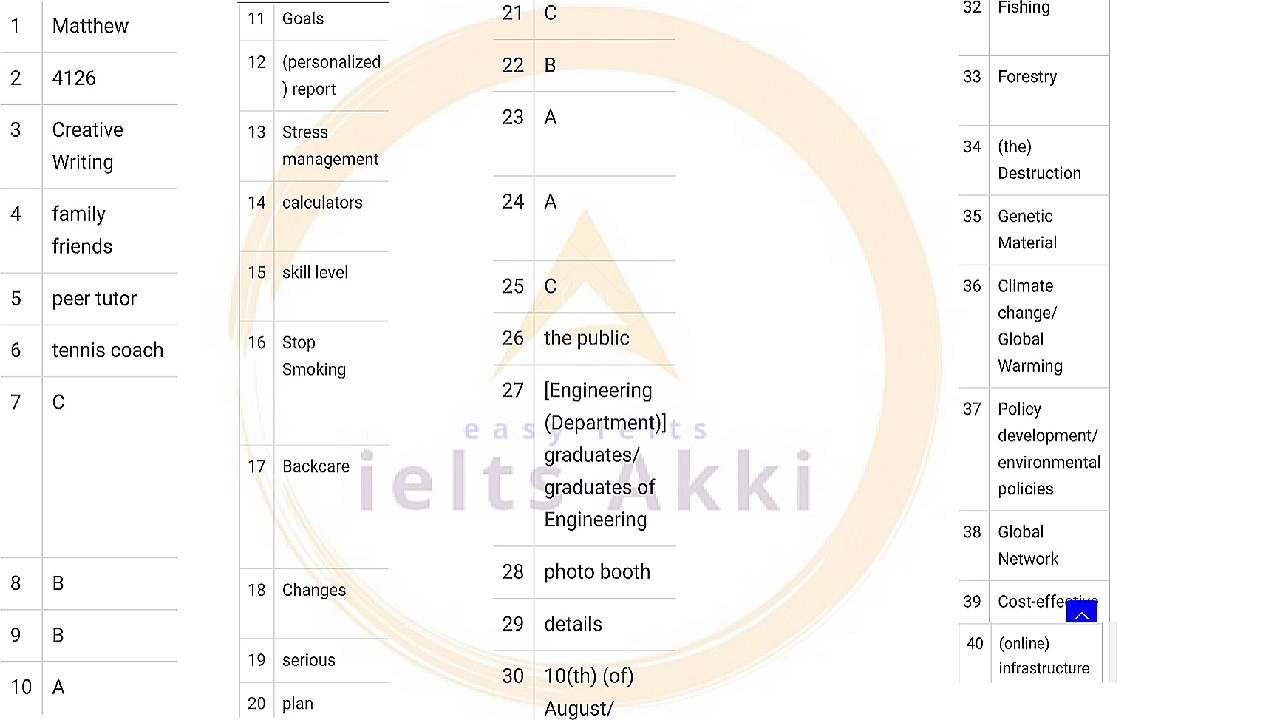 1 Matthew
2 4126
3 Creative
Writing
4 family
friends
5 peer tutor
6 tennis coach
7 C
8 B
9 B
10 A
11 Goals
12 (personalized
) report
13 Stress
management
14 calculators
15 skill level
16 Stop
Smoking
17 Backcare
18 Changes
19 serious
20 plan
21 C
22 B
23 A
24 A
25 C
26 the public
27 [Engineering
(Department)]
graduates/
graduates of
Engineering
28 photo booth
29 details
30 10(th) (of)
August/
32 Fishing
33 Forestry
34 (the)
Destruction
35 Genetic
Material
36 Climate
change/
Global
Warming
37 Policy
development/
environmental
policies
38 Global
Network
39 Cost-effective
40 (online)
infrastructure
easy ielts
ielts Akki